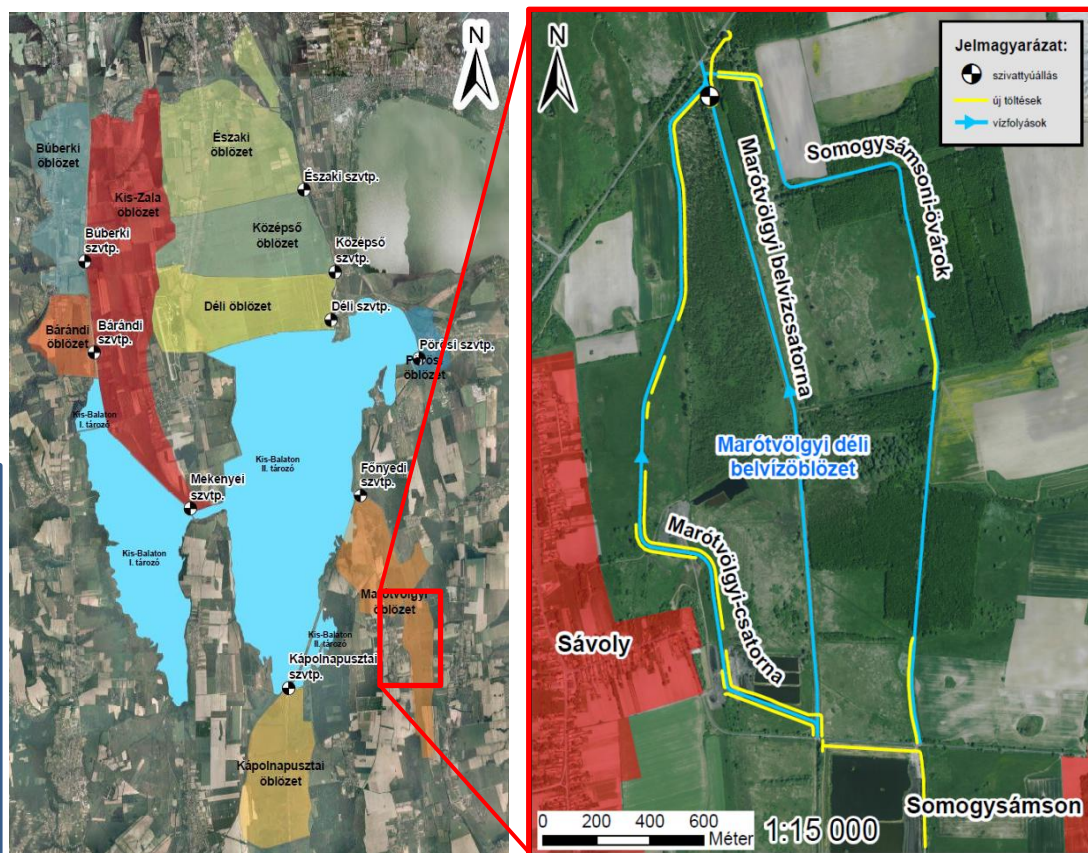 N
Búberki
öblözet
Északi
öblözet
Kis-Zala
öblözet
Északi szvtp.
Középső
öblözet
Búberki
szvtp.
Középső
szvtp.
Déli öblözet
Déli szvtp.
Bárándi
öblözet
Bárándi
szvtp.
Pörösi szvtp.
Pörösi
öblözet
Kis-Balaton
I. tározó
Kis-Balaton
II. tározó
Mekenyei
szvtp.
Fönyedi
szvtp.
Kis-Balaton
I. tározó
Marótvölgyi
öblözet
Kis-Balaton
II. tározó
Kápolnapusztai
szvtp.
Kápolnapusztai
öblözet
N
Jelmagyarázat:
szivattyúállás
új töltések
vízfolyások
Somogysámsoni-övárok
Marótvölgyi belvízcsatorna
Marótvölgyi déli
belvízöblözet
Marótvölgyi-csatorna
Sávoly
Somogysámson
0 200 400 600
Méter
1:15 000